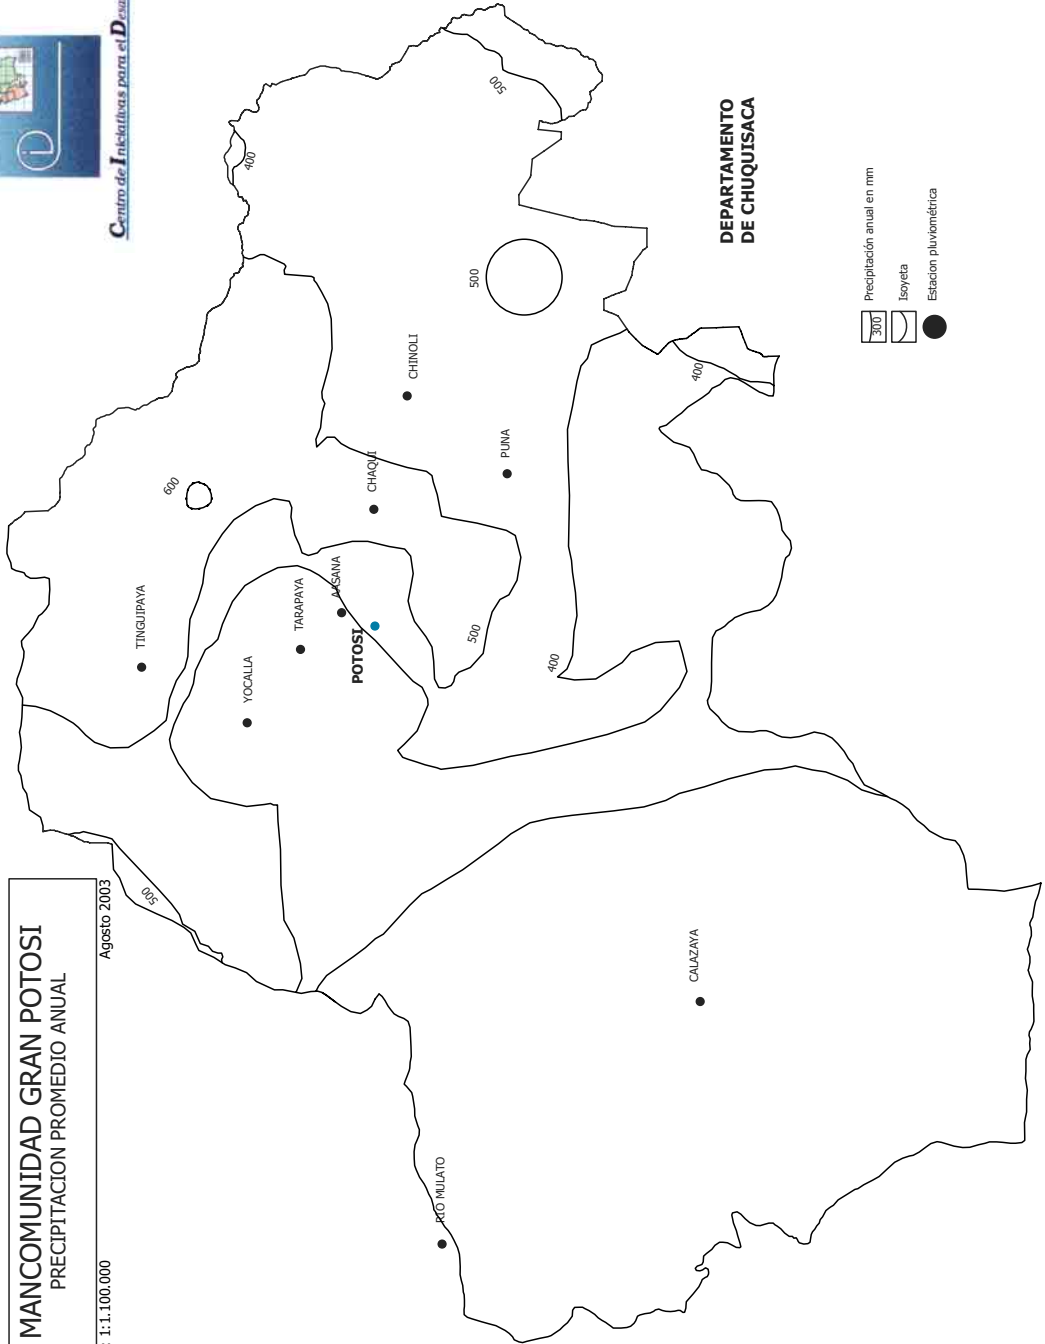 MANCOMUNIDAD GRAN POTOSI
PRECIPITACION PROMEDIO ANUAL
: 1:1.100.000
Agosto 2003
Centro de Iniciativas para el
500
400
500
600
500
400
500
400
TINGUIPAYA
YOCALLA
TARAPAYA
AASANA
POTOSI
CHAQUI
CHINOLI
PUNA
RIO MULATO
CALAZAYA
DEPARTAMENTO
DE CHUQUISACA
300
Precipitación anual en mm
Isoyeta
Estacion pluviométrica